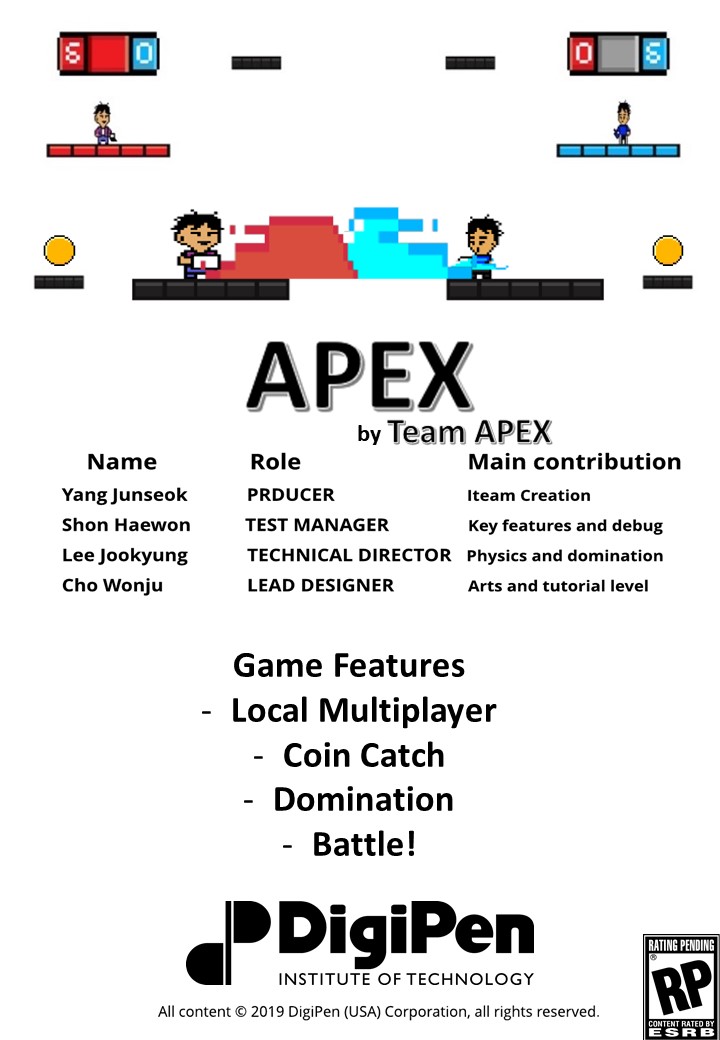 6 0
0 6
APEX
by Team APEX
Name Role Main contribution
Yang Junseok PRDUCER Iteam Creation
Shon Haewon TEST MANAGER Key features and debug
Lee Jookyung TECHNICAL DIRECTOR Physics and domination
Cho Wonju LEAD DESIGNER Arts and tutorial level
Game Features
- Local Multiplayer
- Coin Catch
- Domination
- Battle!
DigiPen
INSTITUTE OF TECHNOLOGY
All content © 2019 DigiPen (USA) Corporation, all rights reserved.
RATING PENDING
RP
®
CONTENT RATED BY
ESRB